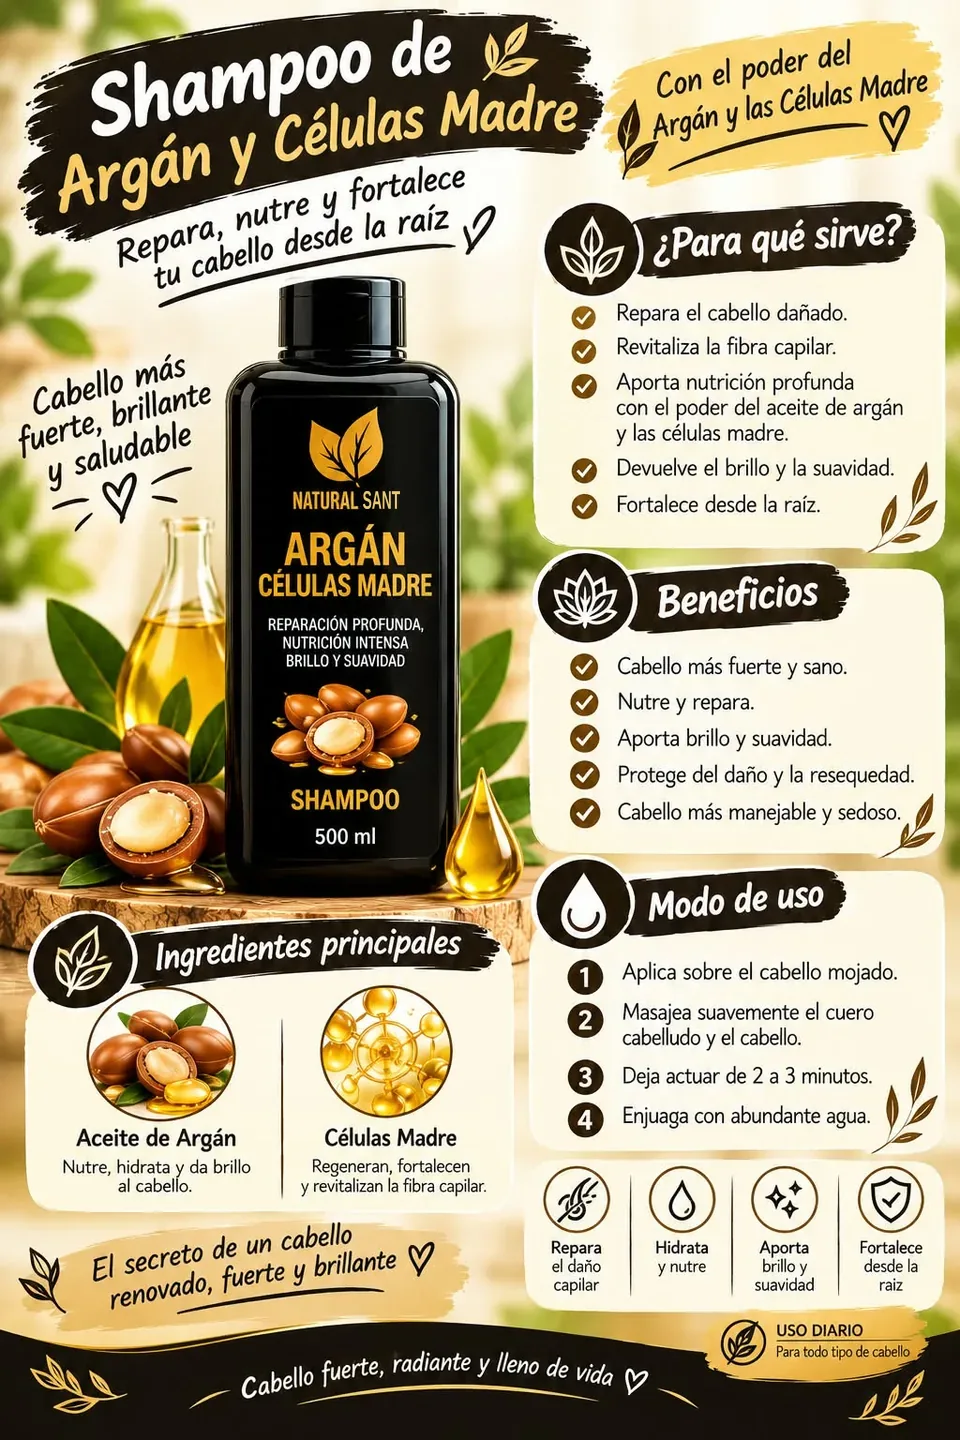 Shampoo de
Argán y Células Madre
Repara, nutre y fortalece
tu cabello desde la raíz
Con el poder del
Argán y las Células Madre
Cabello más
fuerte, brillante
y saludable
NATURAL SANT
ARGÁN
CÉLULAS MADRE
REPARACIÓN PROFUNDA,
NUTRICIÓN INTENSA
BRILLO Y SUAVIDAD
SHAMPOO
500 ml
¿Para qué sirve?
Repara el cabello dañado.
Revitaliza la fibra capilar.
Aporta nutrición profunda
con el poder del aceite de argán
y las células madre.
Devuelve el brillo y la suavidad.
Fortalece desde la raíz.
Beneficios
Cabello más fuerte y sano.
Nutre y repara.
Aporta brillo y suavidad.
Protege del daño y la resequedad.
Cabello más manejable y sedoso.
Modo de uso
1 Aplica sobre el cabello mojado.
2 Masajea suavemente el cuero
cabelludo y el cabello.
3 Deja actuar de 2 a 3 minutos.
4 Enjuaga con abundante agua.
Ingredientes principales
Aceite de Argán
Nutre, hidrata y da brillo
al cabello.
Células Madre
Regeneran, fortalecen
y revitalizan la fibra capilar.
Repara
el daño
capilar
Hidrata
y nutre
Aporta
brillo y
suavidad
Fortalece
desde la
raiz
El secreto de un cabello
renovado, fuerte y brillante
USO DIARIO
Para todo tipo de cabello
Cabello fuerte, radiante y lleno de vida